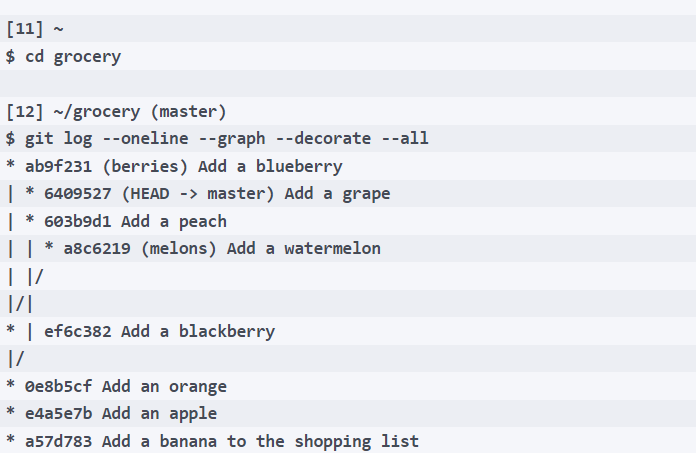 [11] ~
$ cd grocery
[12] ~/grocery (master)
$ git log --oneline --graph --decorate --all
* ab9f231 (berries) Add a blueberry
| * 6409527 (HEAD -> master) Add a grape
| * 603b9d1 Add a peach
| | * a8c6219 (melons) Add a watermelon
| |/
|/|
* | ef6c382 Add a blackberry
|/
* 0e8b5cf Add an orange
* e4a5e7b Add an apple
* a57d783 Add a banana to the shopping list